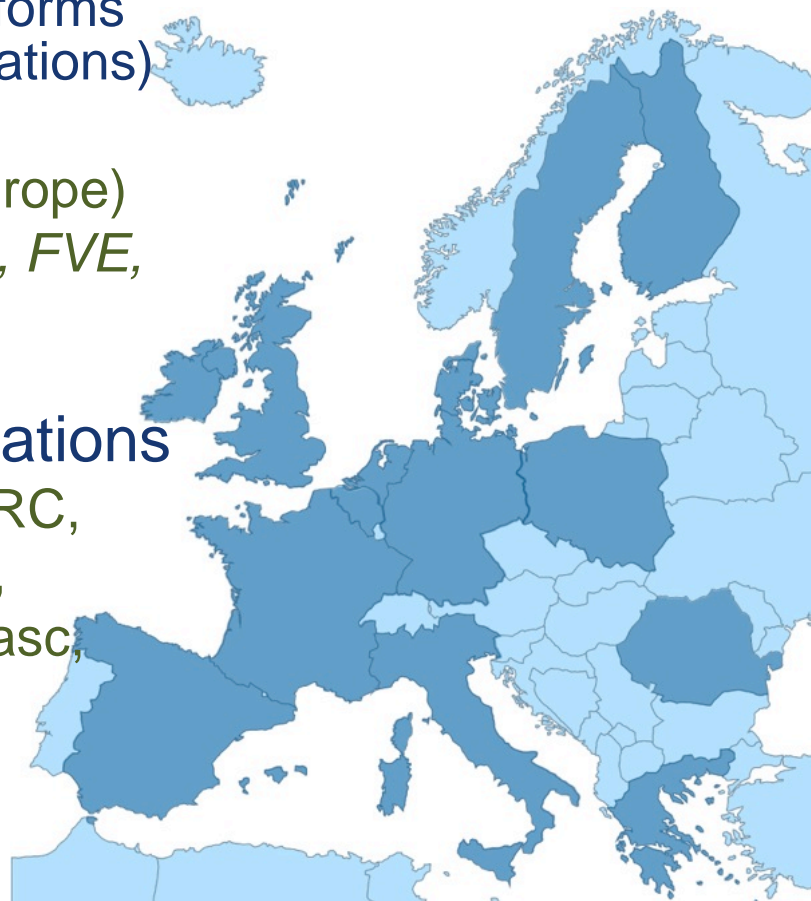 orms
ations)
rope)
, FVE,
ations
RC,
,
asc,